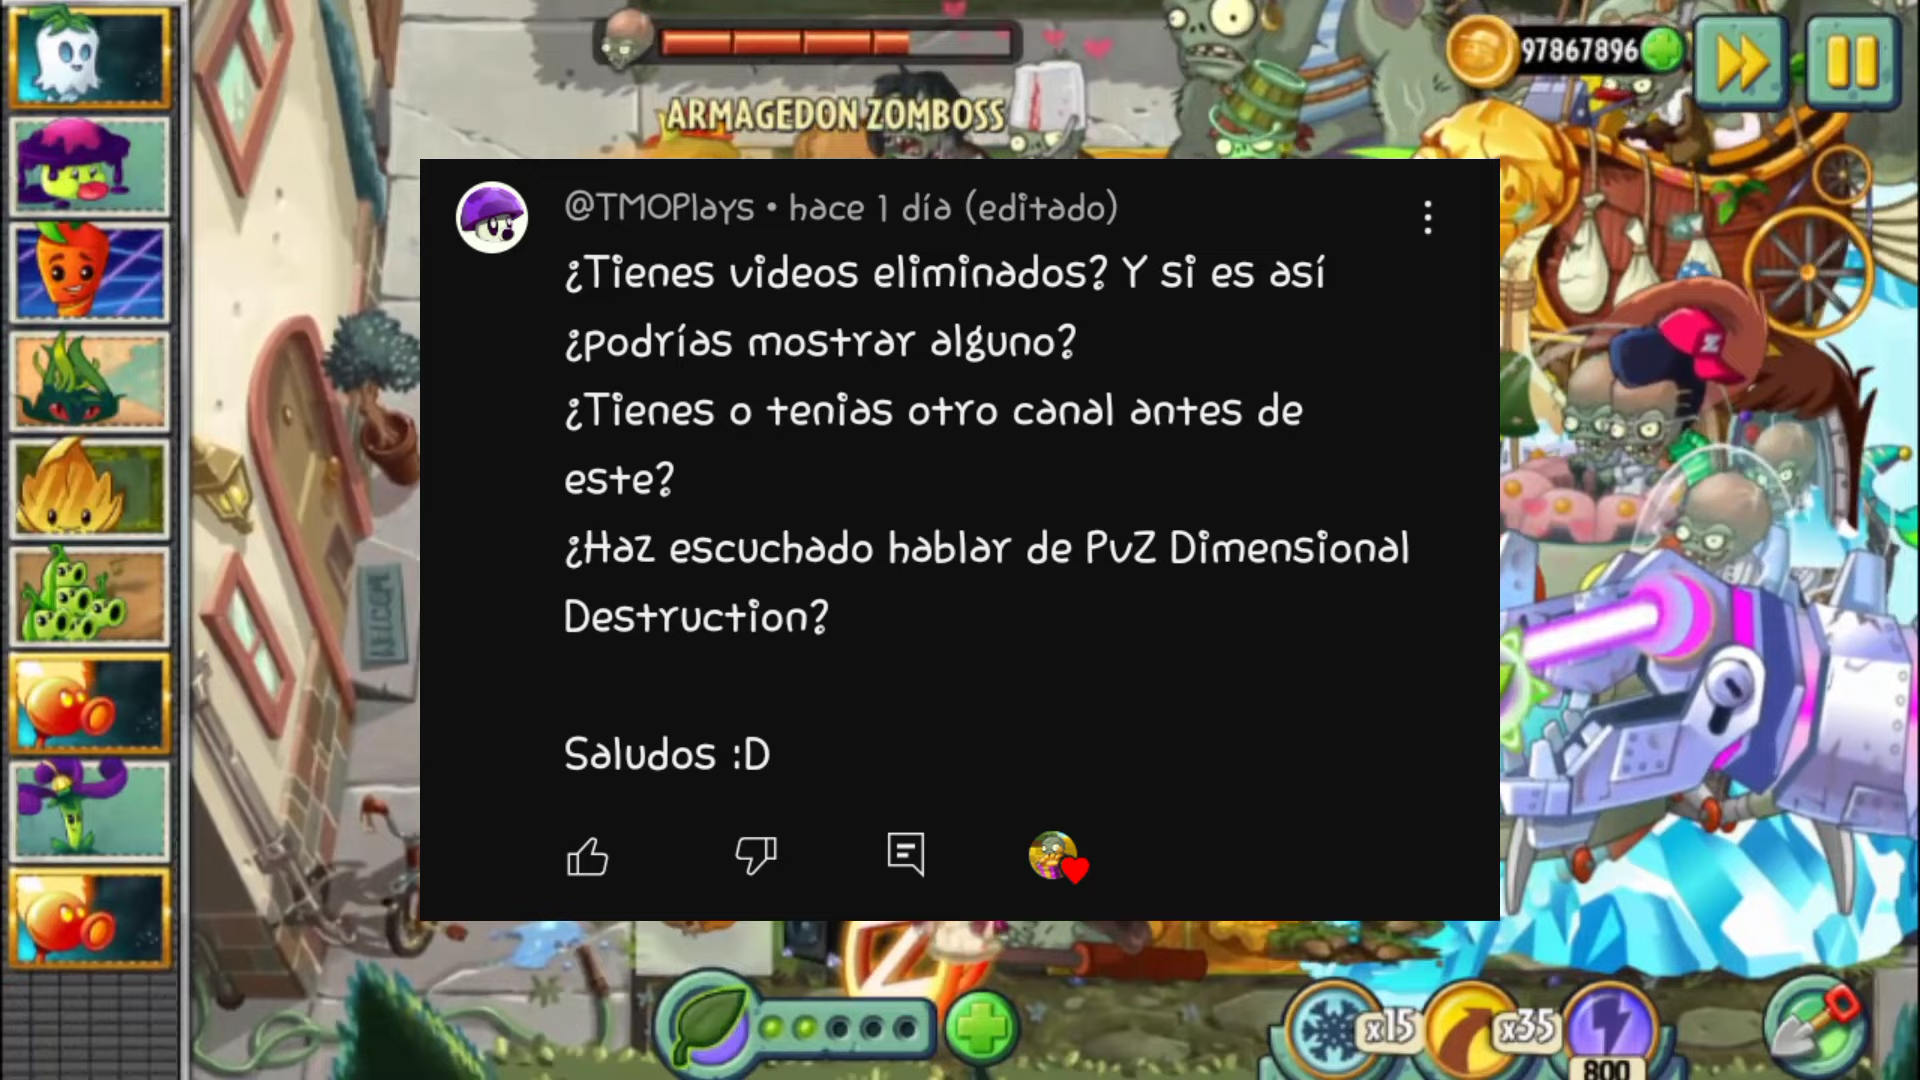 97867896
ARMAGEDON ZOMBOSS
@TMOPlays • hace 1 día (editado)
¿Tienes videos eliminados? Y si es así
¿podrías mostrar alguno?
¿Tienes o tenias otro canal antes de
este?
¿Haz escuchado hablar de PvZ Dimensional
Destruction?
Saludos :D
WELCOME
Z
x15
x35
800